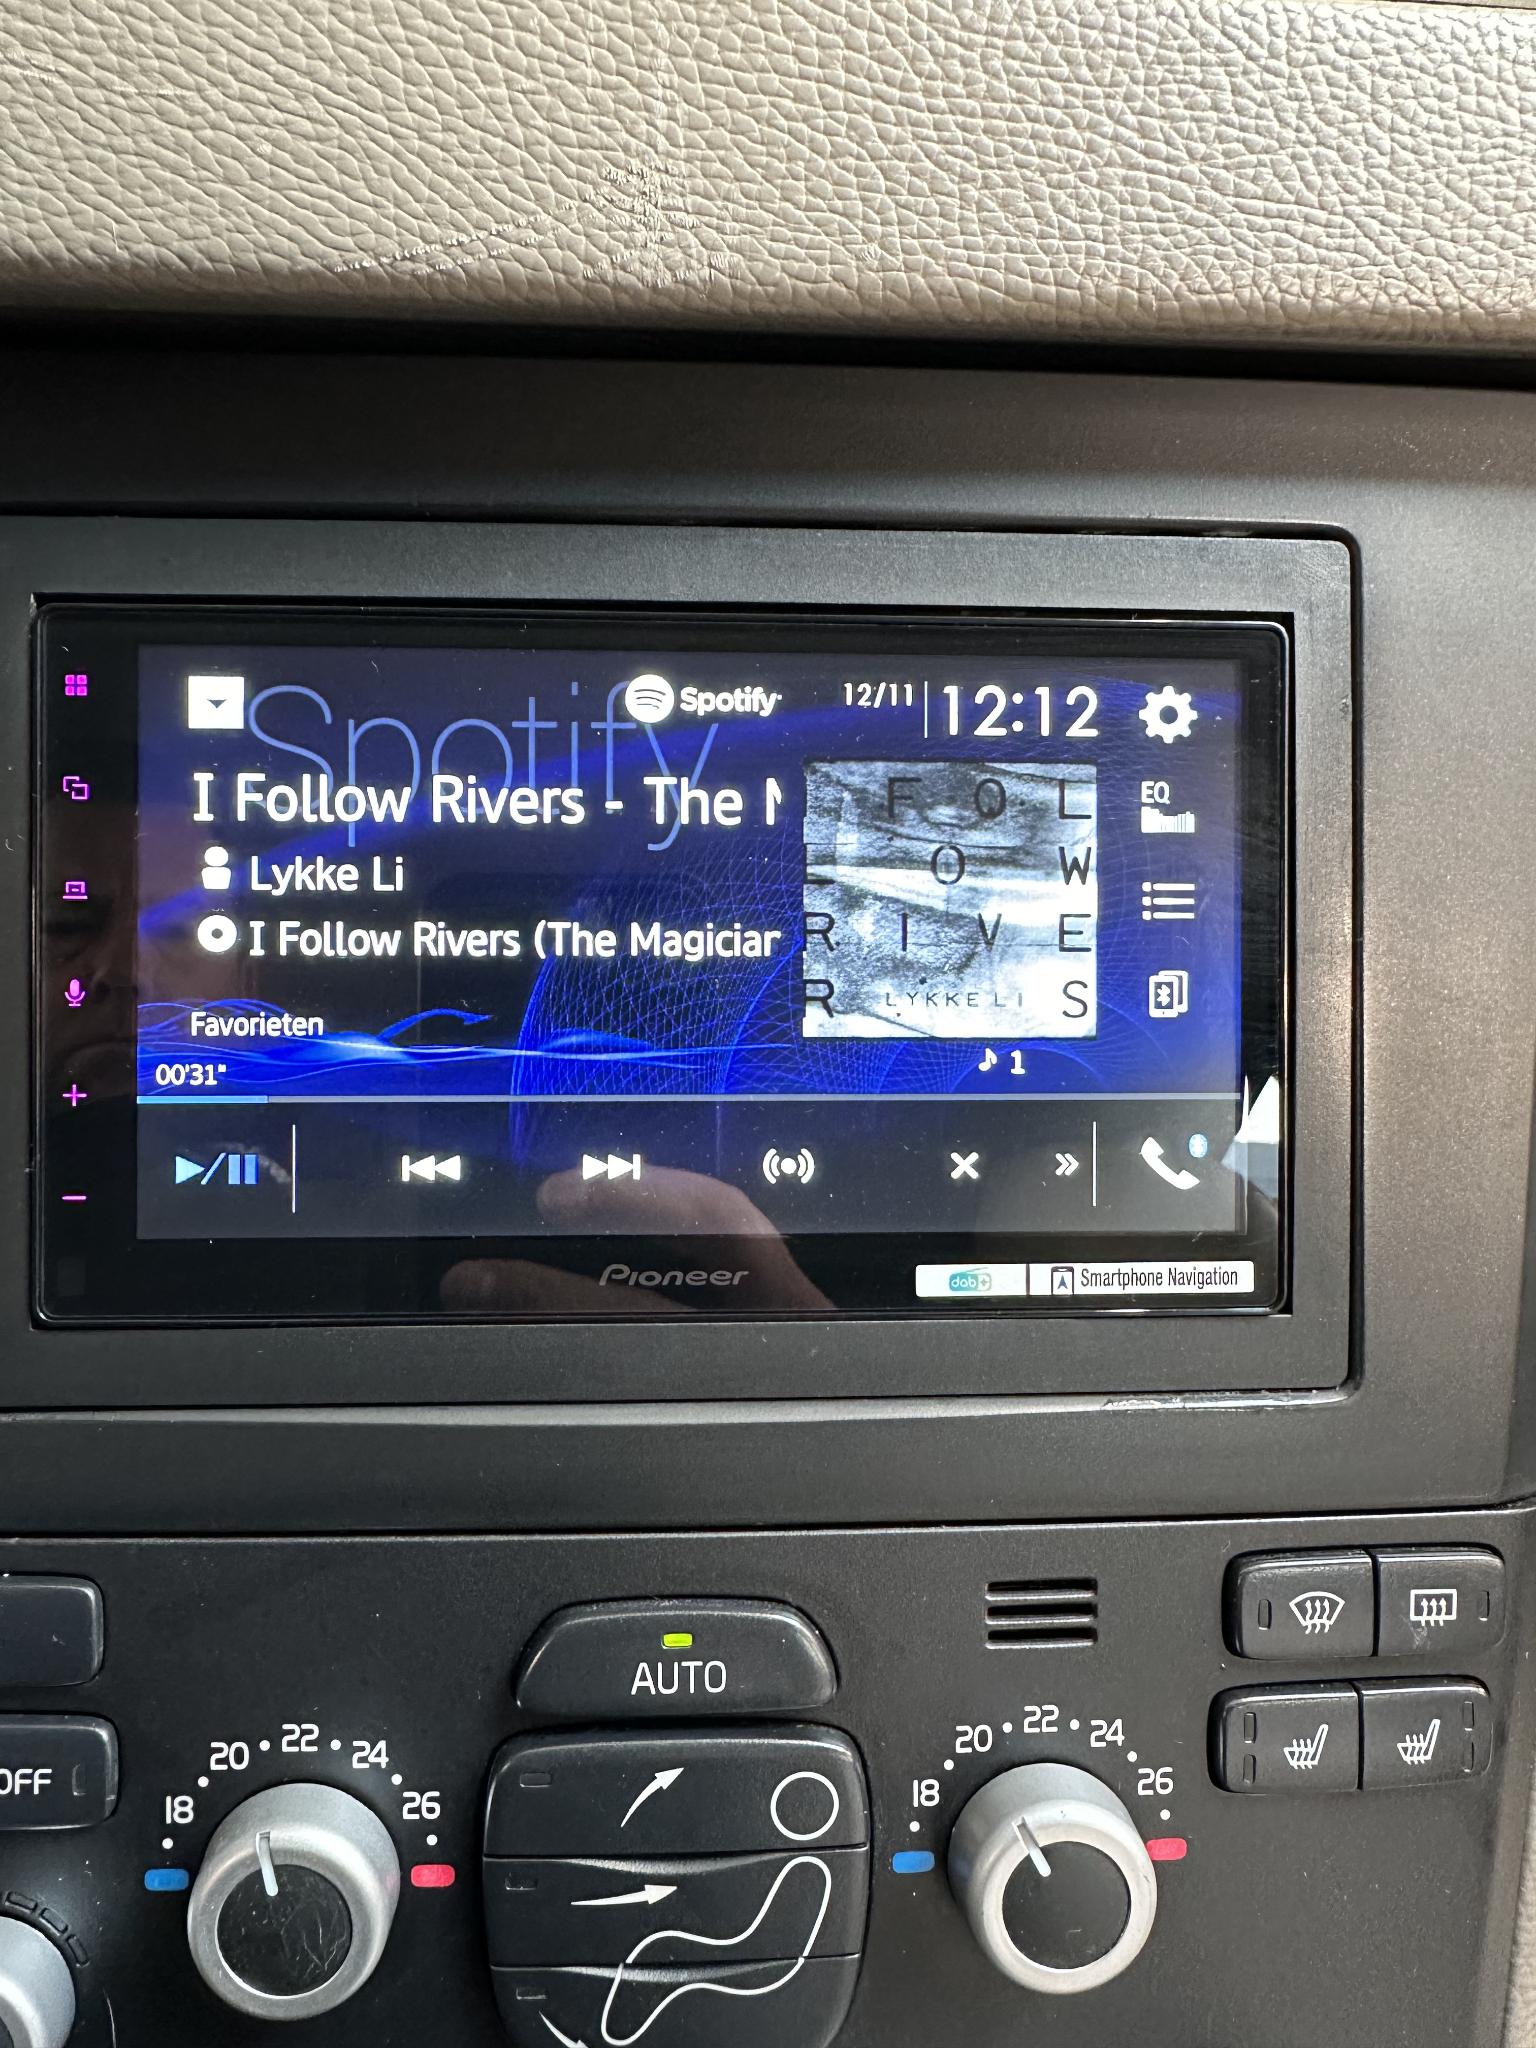 Spotify
Spotify
12/11
12:12
I Follow Rivers - The
Lykke Li
I Follow Rivers (The Magician
Favorieten
00'31"
FOL
LOW
RIVE
RS
LYKKE LI
1
EQ
Pioneer
dab+
Smartphone Navigation
AUTO
OFF
18 20 22 24 26
18 20 22 24 26